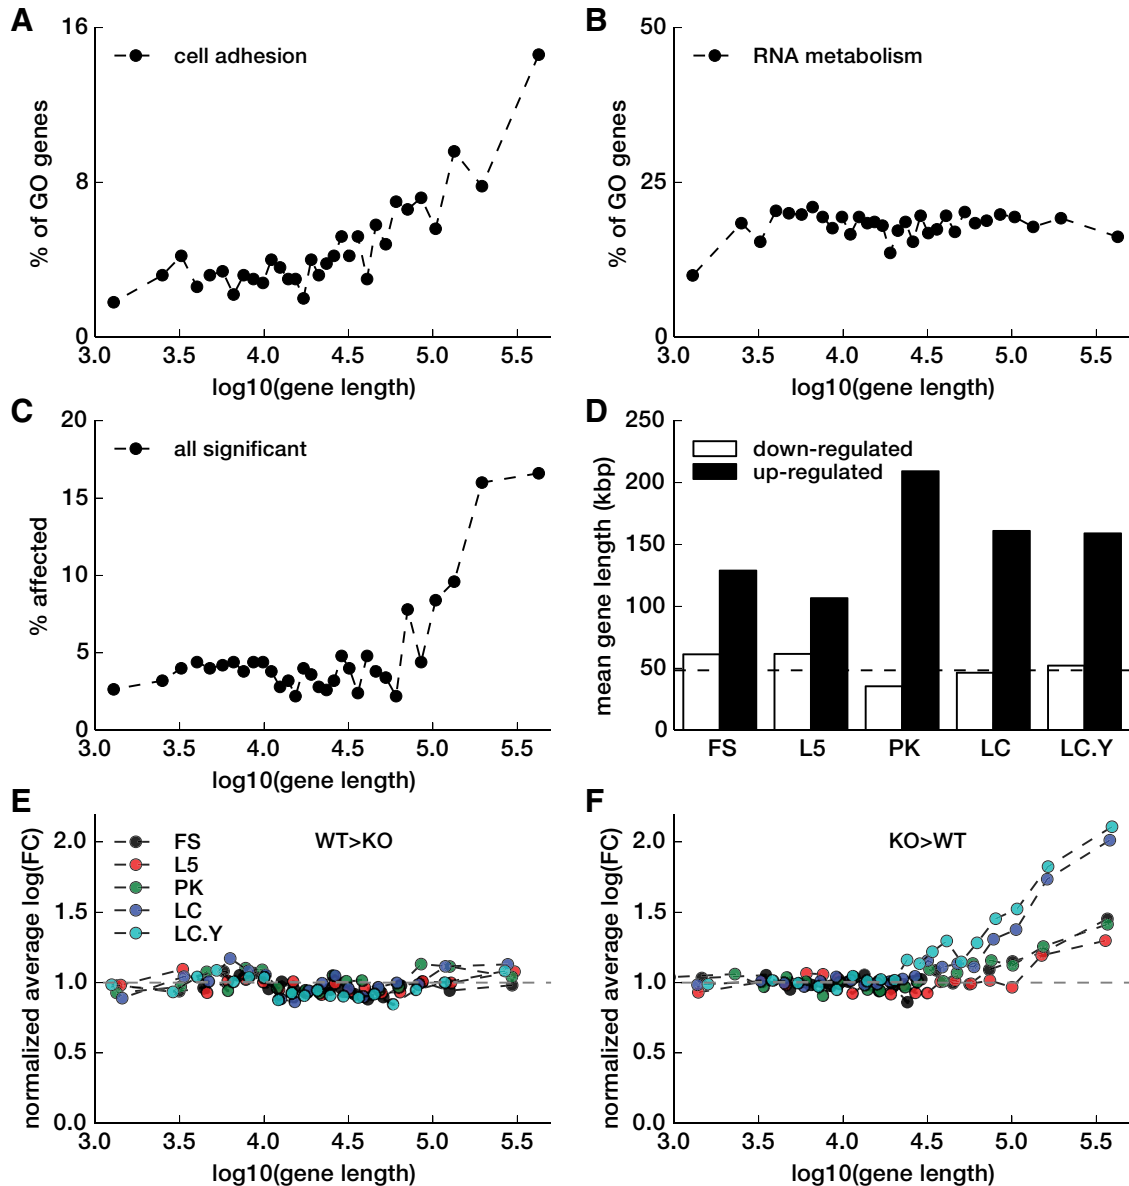 A
16
8
0
% of GO genes
cell adhesion
3.0 3.5 4.0 4.5 5.0 5.5
log10(gene length)
B
50
25
0
% of GO genes
RNA metabolism
3.0 3.5 4.0 4.5 5.0 5.5
log10(gene length)
C
20
15
10
5
0
% affected
all significant
3.0 3.5 4.0 4.5 5.0 5.5
log10(gene length)
D
250
200
150
100
50
0
mean gene length (kbp)
down-regulated
up-regulated
FS L5 PK LC LC.Y
E
2.0
1.5
1.0
0.5
0.0
normalized average log(FC)
FS
L5
PK
LC
LC.Y
WT>KO
3.0 3.5 4.0 4.5 5.0 5.5
log10(gene length)
F
2.0
1.5
1.0
0.5
0.0
normalized average log(FC)
KO>WT
3.0 3.5 4.0 4.5 5.0 5.5
log10(gene length)